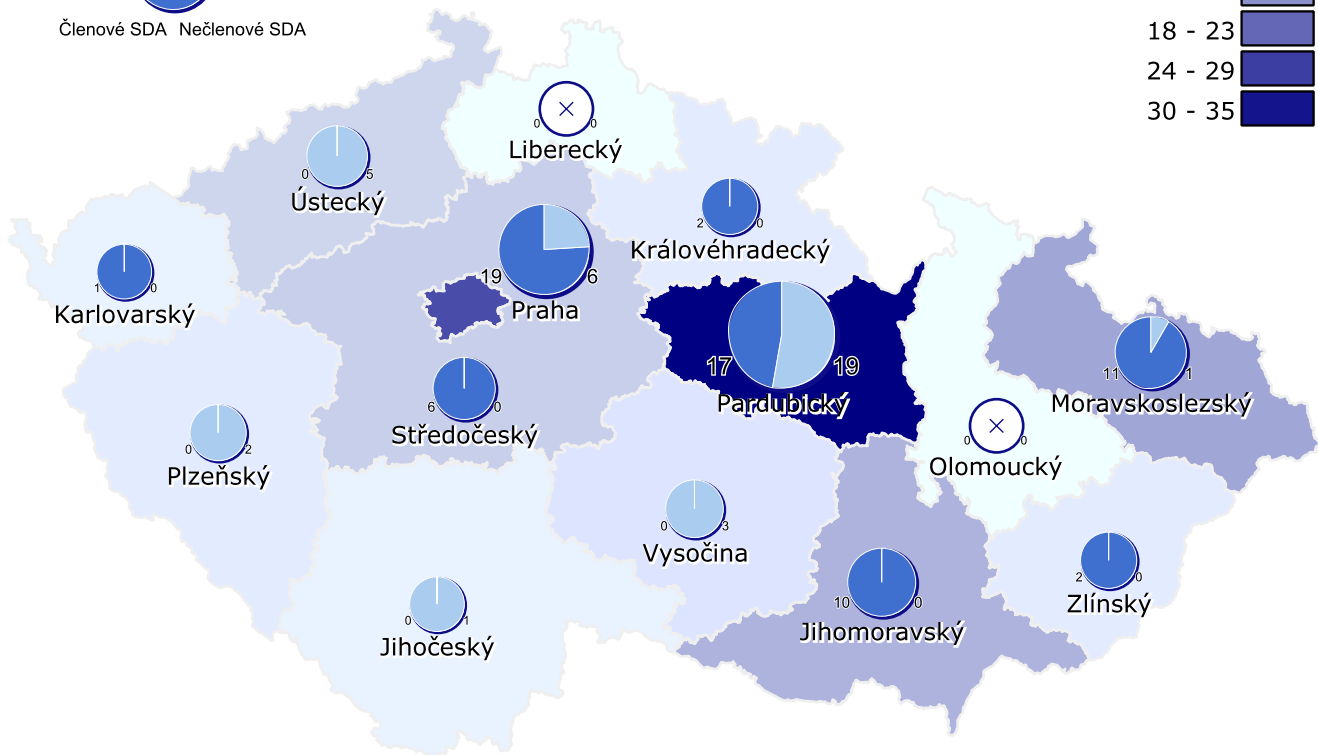 Členové SDA Nečlenové SDA
18 - 23
24 - 29
30 - 35
0 0
Liberecký
0 5
Ústecký
2 0
Královéhradecký
1 0
Karlovarský
19 6
Praha
17 19
Pardubický
11 1
Moravskoslezský
6 0
Středočeský
0 2
Plzeňský
0 0
Olomoucký
0 3
Vysočina
2 0
Zlínský
10 0
Jihomoravský
0 1
Jihočeský